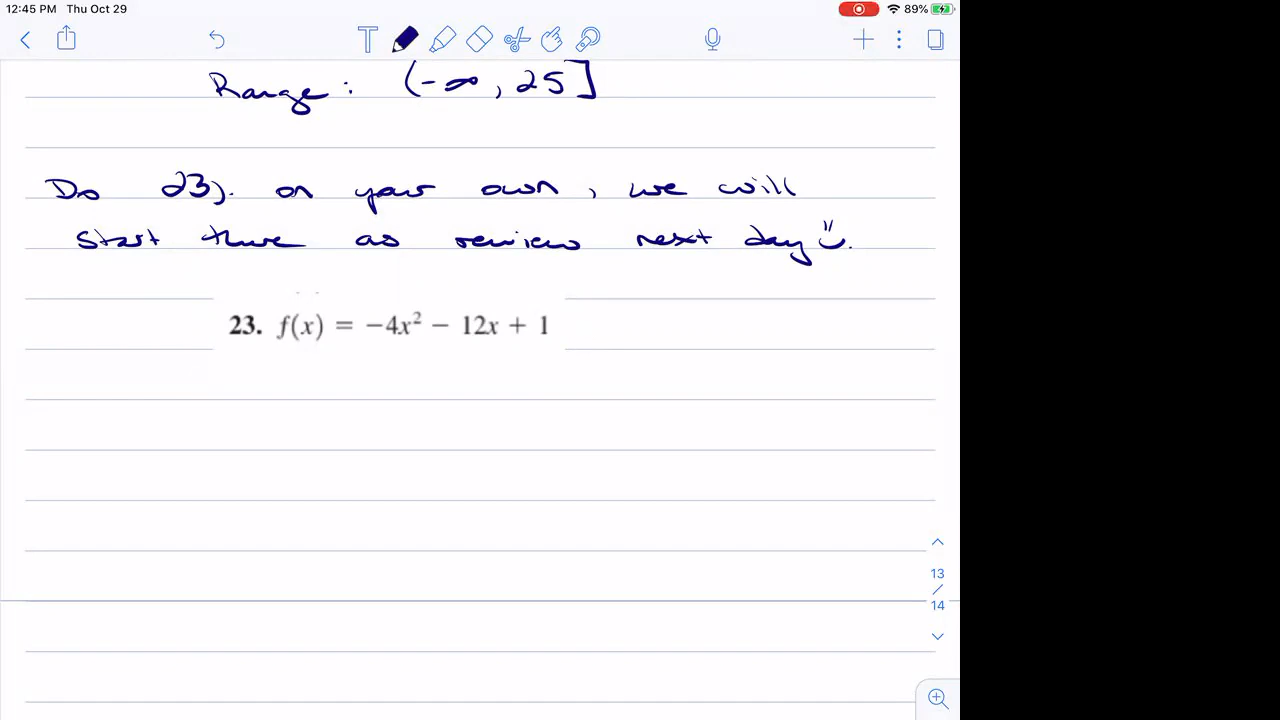 12:45 PM Thu Oct 29
89%
T
Range : (-∞, 25]
Do 23). on your own, we will
start there as review next day
23. f(x) = −4x² − 12x + 1
13
/
14